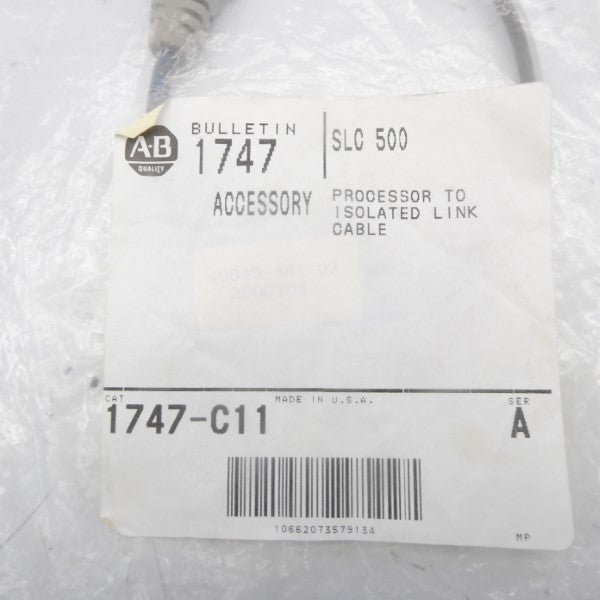 BULLETIN
1747
SLC 500
A-B
QUALITY
ACCESSORY
PROCESSOR TO
ISOLATED LINK
CABLE
CAT
MADE IN U.S.A.
SER
1747-C11
A
10662073579134
MP